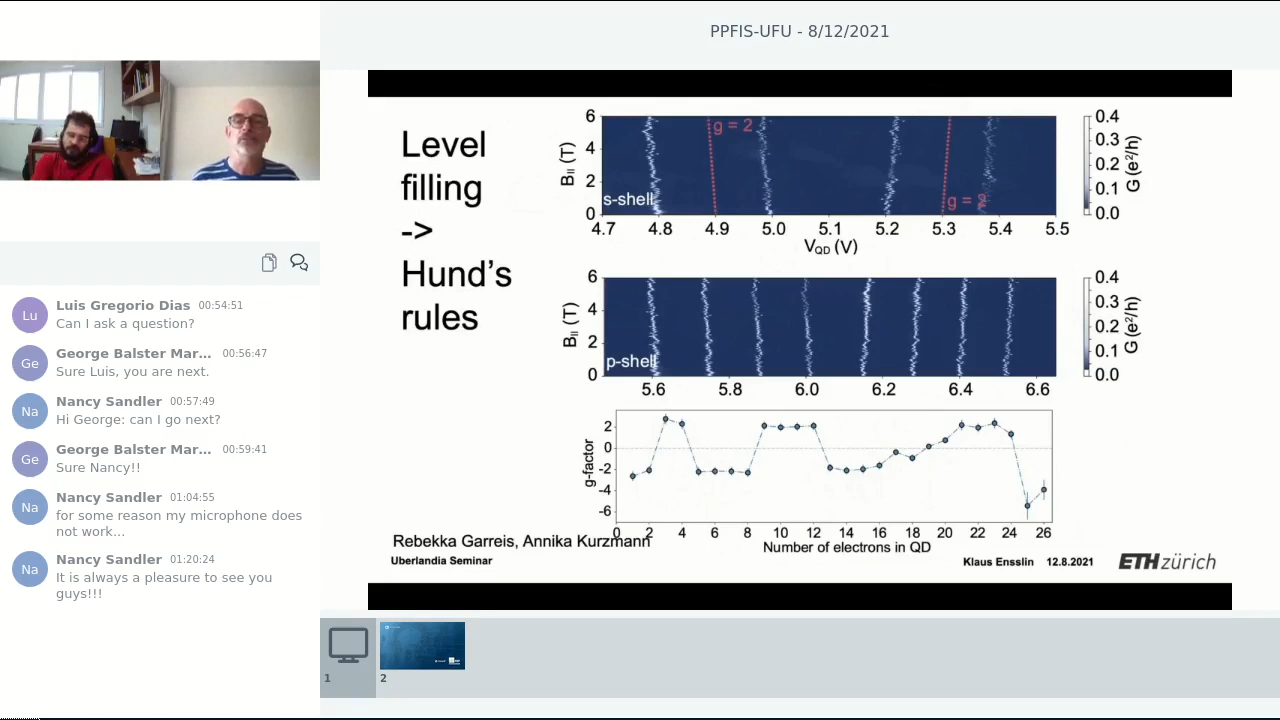 PPFIS-UFU - 8/12/2021
Luis Gregorio Dias 00:54:51
Can I ask a question?
George Balster Mar... 00:56:47
Sure Luis, you are next.
Nancy Sandler 00:57:49
Hi George: can I go next?
George Balster Mar... 00:59:41
Sure Nancy!!
Nancy Sandler 01:04:55
for some reason my microphone does
not work...
Nancy Sandler 01:20:24
It is always a pleasure to see you
guys!!!
Lu
Ge
Na
Ge
Na
Na
Level
filling
->
Hund's
rules
B_II (T)
6
4
2
0
g = 2
g = 2
s-shell
4.7 4.8 4.9 5.0 5.1 5.2 5.3 5.4 5.5
V_QD (V)
0.4
0.3
0.2
0.1
0.0
G (e²/h)
B_II (T)
6
4
2
0
p-shell
5.6 5.8 6.0 6.2 6.4 6.6
0.4
0.3
0.2
0.1
0.0
G (e²/h)
g-factor
2
0
-2
-4
-6
0 2 4 6 8 10 12 14 16 18 20 22 24 26
Number of electrons in QD
Rebekka Garreis, Annika Kurzmann
Uberlandia Seminar
Klaus Ensslin 12.8.2021
ETH zürich
1
2